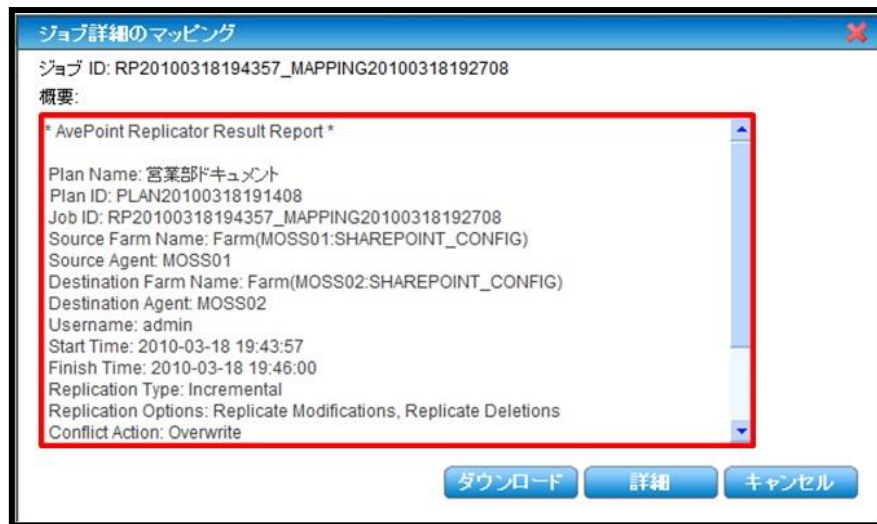 ジョブ詳細のマッピング
ジョブ ID: RP20100318194357_MAPPING20100318192708
概要:
* AvePoint Replicator Result Report *
Plan Name: 営業部ドキュメント
Plan ID: PLAN20100318191408
Job ID: RP20100318194357_MAPPING20100318192708
Source Farm Name: Farm(MOSS01:SHAREPOINT_CONFIG)
Source Agent: MOSS01
Destination Farm Name: Farm(MOSS02:SHAREPOINT_CONFIG)
Destination Agent: MOSS02
Username: admin
Start Time: 2010-03-18 19:43:57
Finish Time: 2010-03-18 19:46:00
Replication Type: Incremental
Replication Options: Replicate Modifications, Replicate Deletions
Conflict Action: Overwrite
ダウンロード 詳細 キャンセル